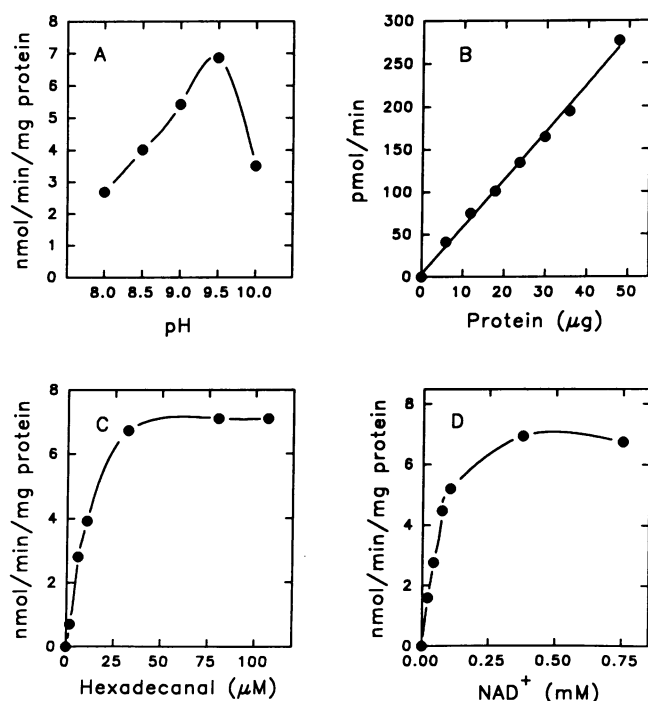 A
nmol/min/mg protein
8
7
6
5
4
3
2
1
0
8.0 8.5 9.0 9.5 10.0
pH
B
pmol/min
300
250
200
150
100
50
0
0 10 20 30 40 50
Protein (μg)
C
nmol/min/mg protein
8
6
4
2
0
0 25 50 75 100
Hexadecanal (μM)
D
nmol/min/mg protein
8
6
4
2
0
0.00 0.25 0.50 0.75
NAD+ (mM)